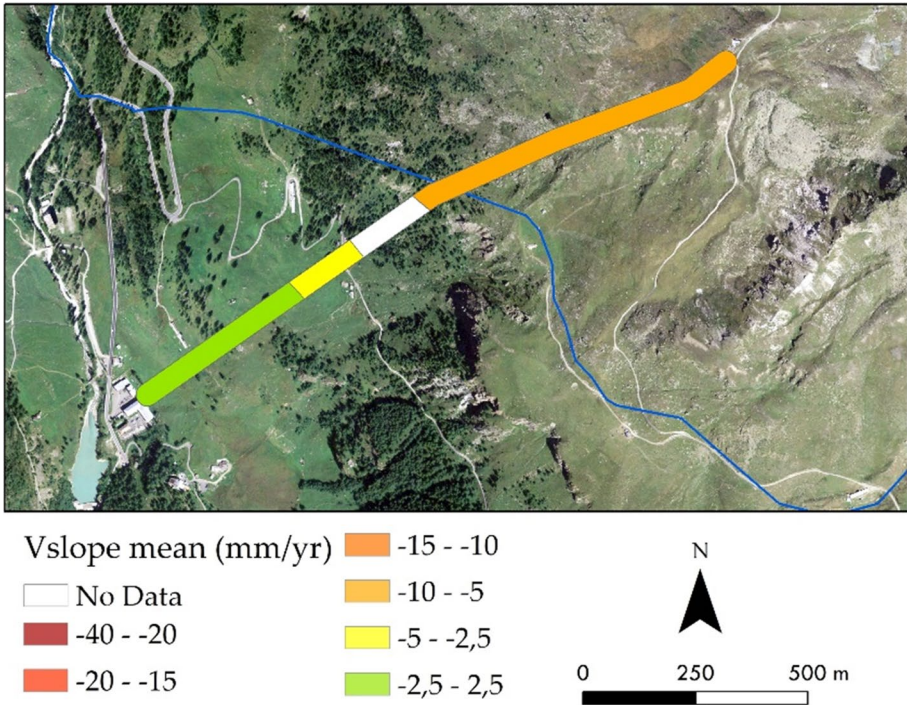 Vslope mean (mm/yr)
No Data
-40 - -20
-20 - -15
-15 - -10
-10 - -5
-5 - -2,5
-2,5 - 2,5
N
0 250 500 m